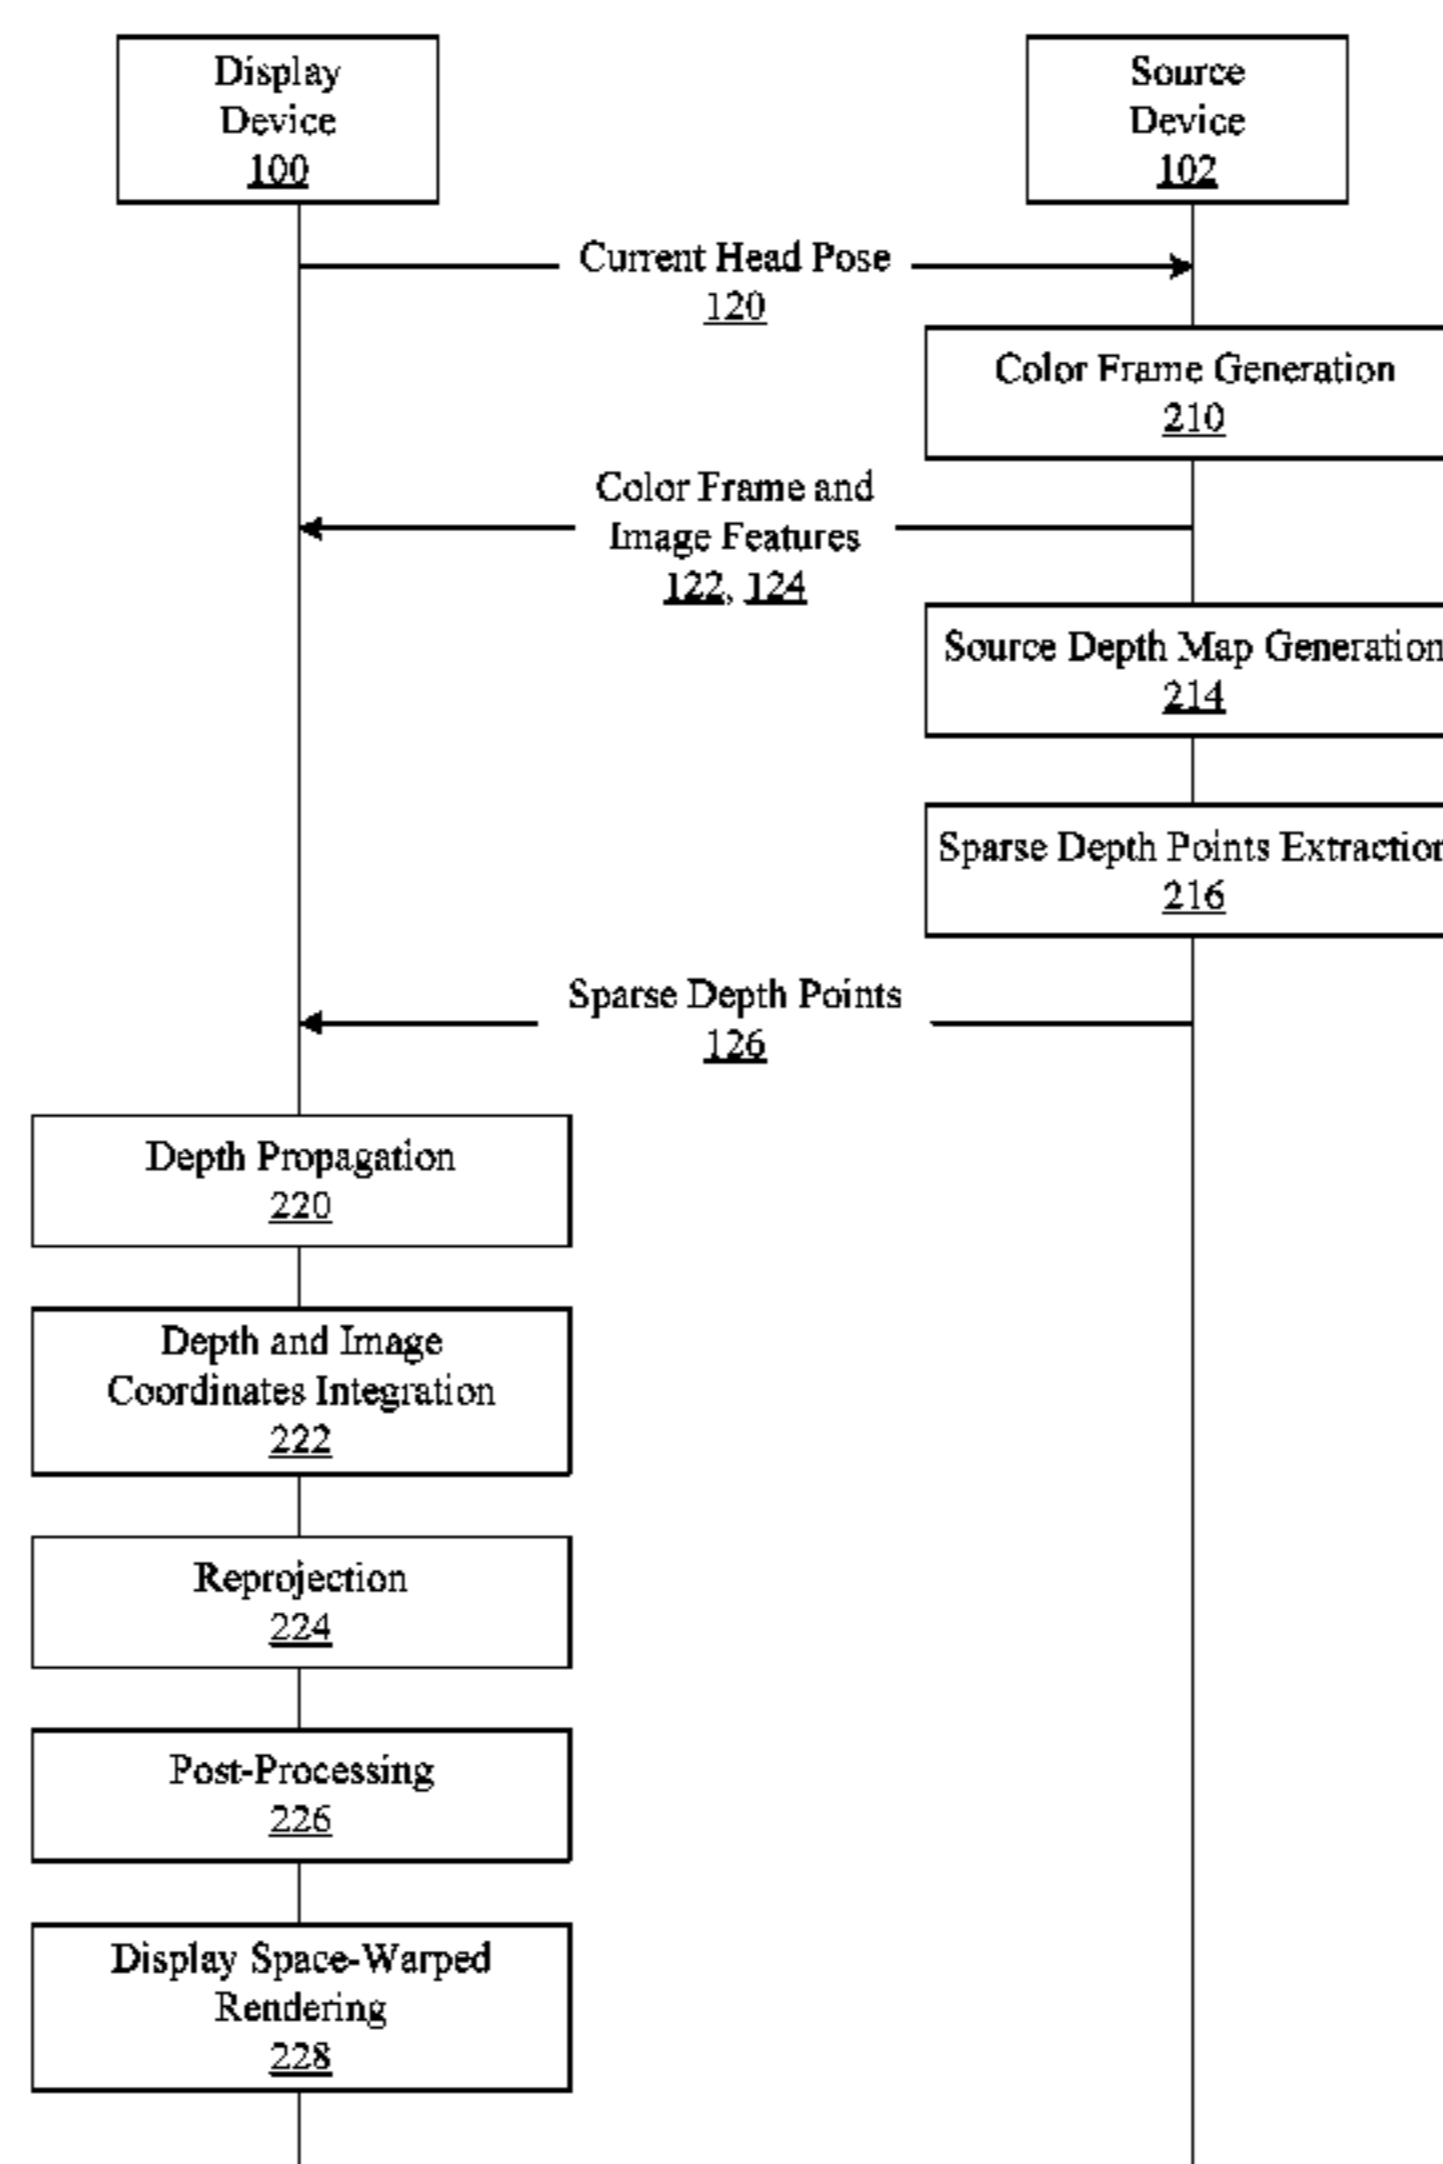 Display
Device
100
Source
Device
102
Current Head Pose
120
Color Frame Generation
210
Color Frame and
Image Features
122, 124
Source Depth Map Generation
214
Sparse Depth Points Extraction
216
Sparse Depth Points
126
Depth Propagation
220
Depth and Image
Coordinates Integration
222
Reprojection
224
Post-Processing
226
Display Space-Warped
Rendering
228